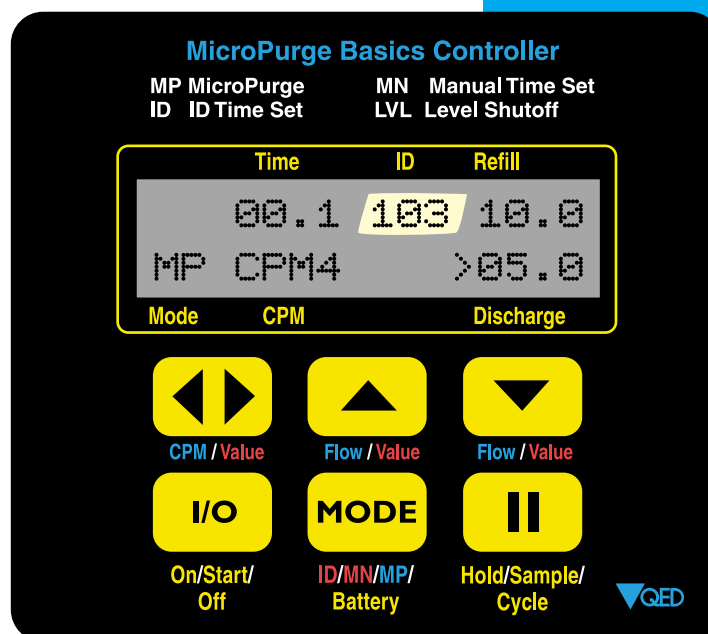 MicroPurge Basics Controller
MP MicroPurge MN Manual Time Set
ID ID Time Set LVL Level Shutoff
Time ID Refill
00.1 103 10.0
MP CPM4 >05.0
Mode CPM Discharge
CPM / Value Flow / Value Flow / Value
I/O MODE
On/Start/ ID/MN/MP/ Hold/Sample/
Off Battery Cycle
QED